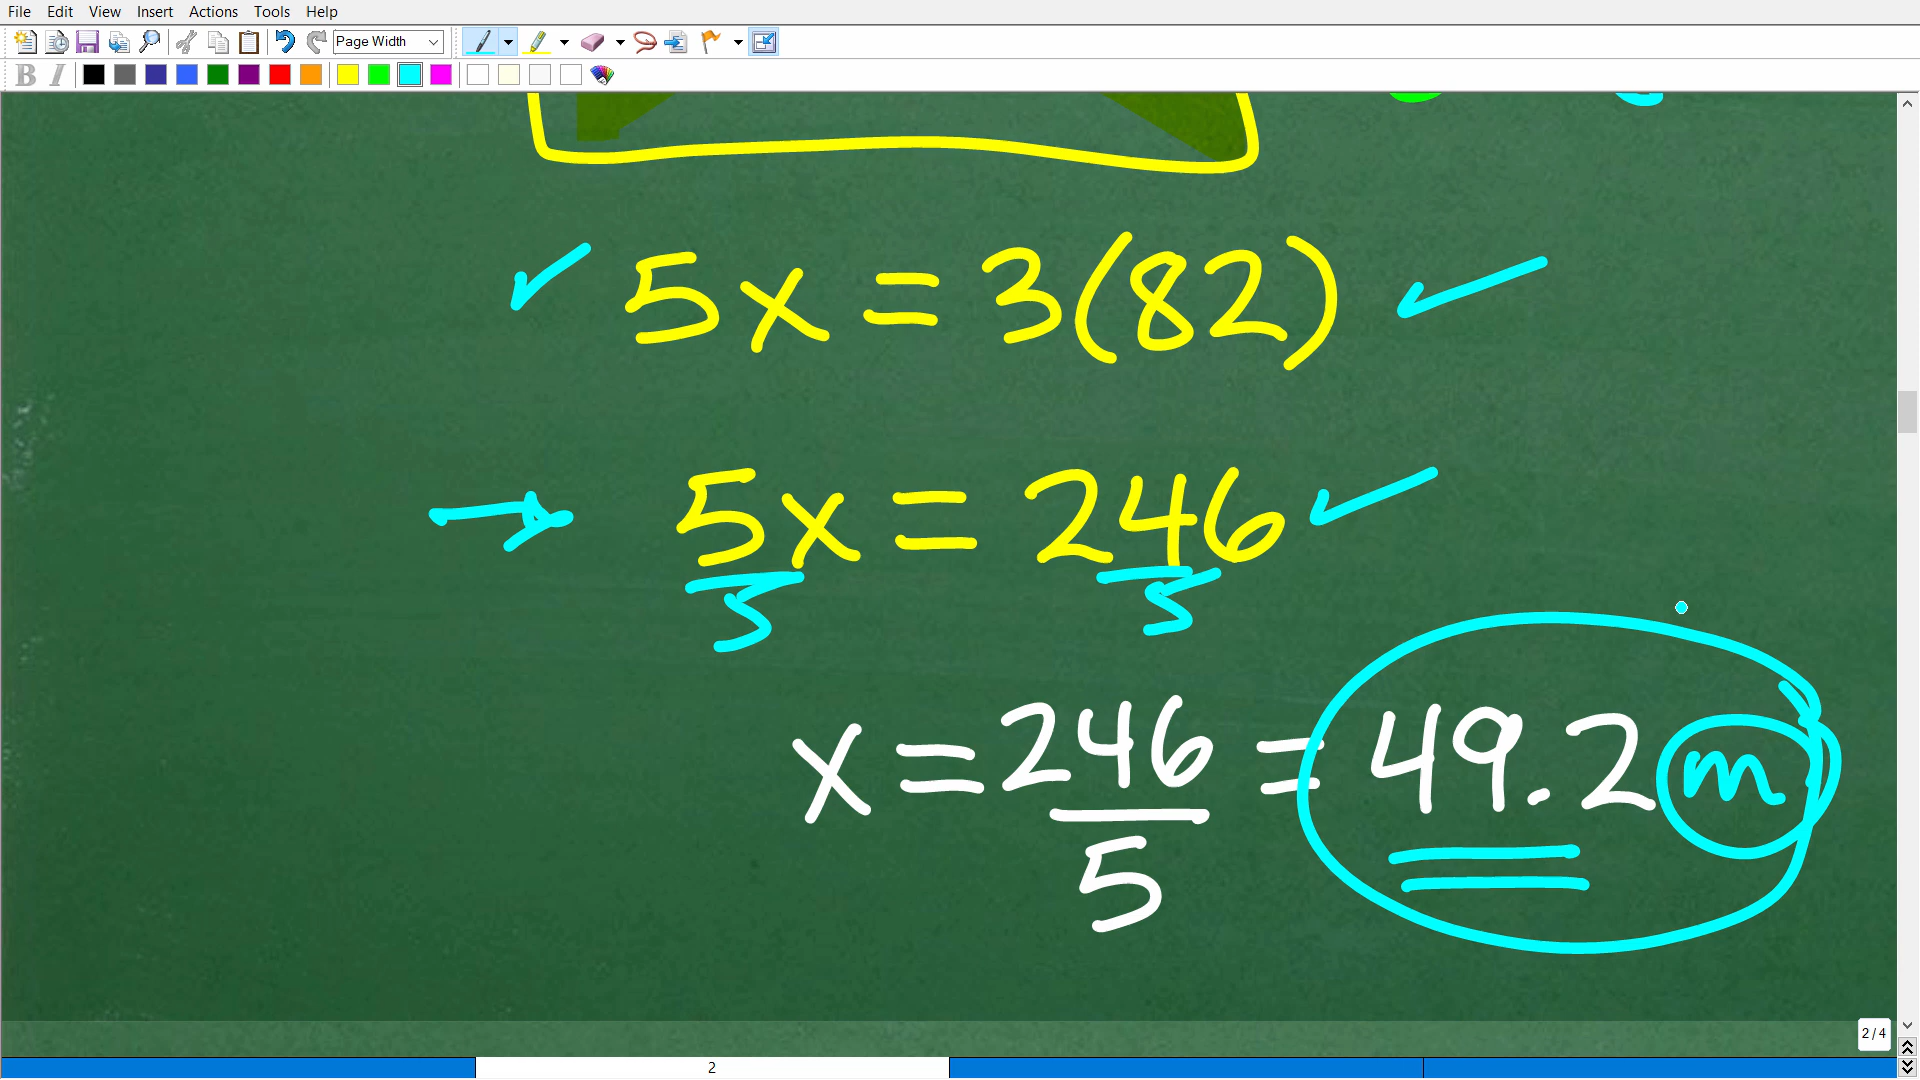 File Edit View Insert Actions Tools Help
Page Width
B I
5x = 3(82)
5x = 246
5 5
x = 246 = 49.2 m
5
2 / 4
2